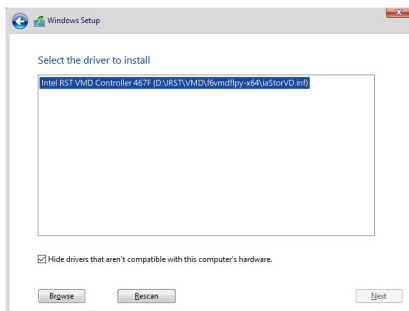 Windows Setup
Select the driver to install
Intel RST VMD Controller 467F (D:\IRST\VMD\f6vmdflpy-x64\iaStorVD.inf)
Hide drivers that aren't compatible with this computer's hardware.
Browse
Rescan
Next